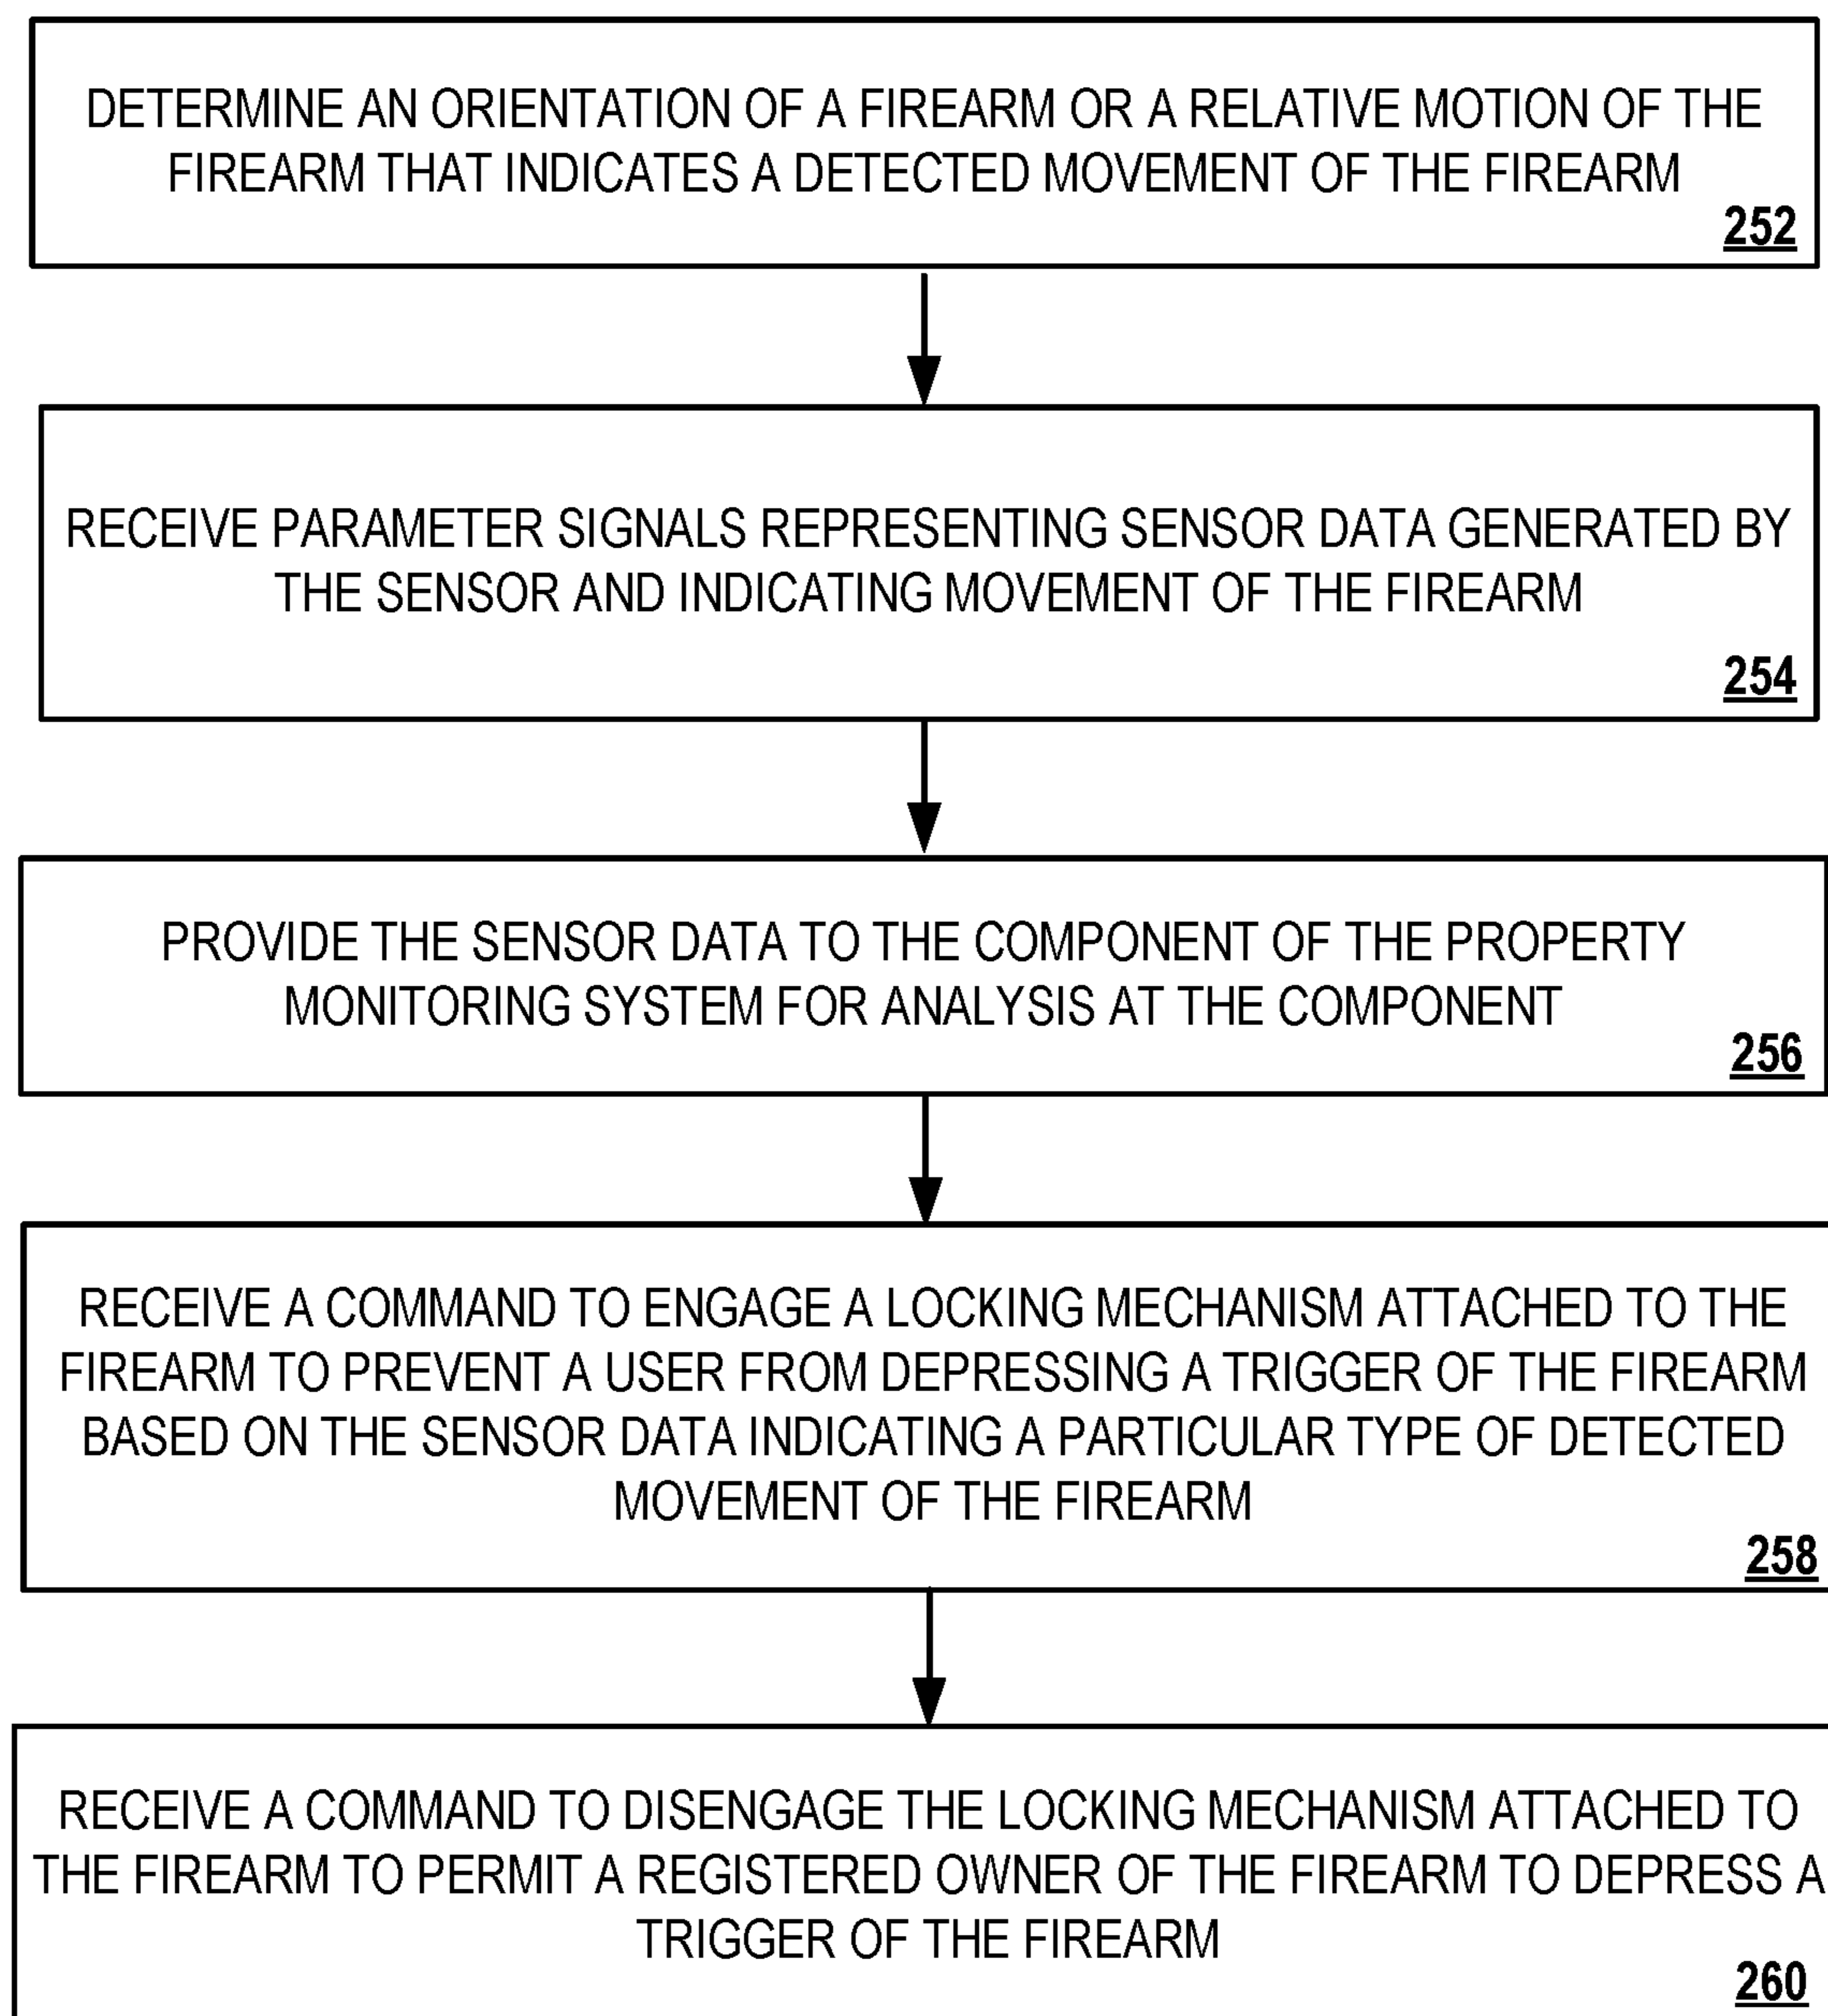 DETERMINE AN ORIENTATION OF A FIREARM OR A RELATIVE MOTION OF THE
FIREARM THAT INDICATES A DETECTED MOVEMENT OF THE FIREARM
252
RECEIVE PARAMETER SIGNALS REPRESENTING SENSOR DATA GENERATED BY
THE SENSOR AND INDICATING MOVEMENT OF THE FIREARM
254
PROVIDE THE SENSOR DATA TO THE COMPONENT OF THE PROPERTY
MONITORING SYSTEM FOR ANALYSIS AT THE COMPONENT
256
RECEIVE A COMMAND TO ENGAGE A LOCKING MECHANISM ATTACHED TO THE
FIREARM TO PREVENT A USER FROM DEPRESSING A TRIGGER OF THE FIREARM
BASED ON THE SENSOR DATA INDICATING A PARTICULAR TYPE OF DETECTED
MOVEMENT OF THE FIREARM
258
RECEIVE A COMMAND TO DISENGAGE THE LOCKING MECHANISM ATTACHED TO
THE FIREARM TO PERMIT A REGISTERED OWNER OF THE FIREARM TO DEPRESS A
TRIGGER OF THE FIREARM
260